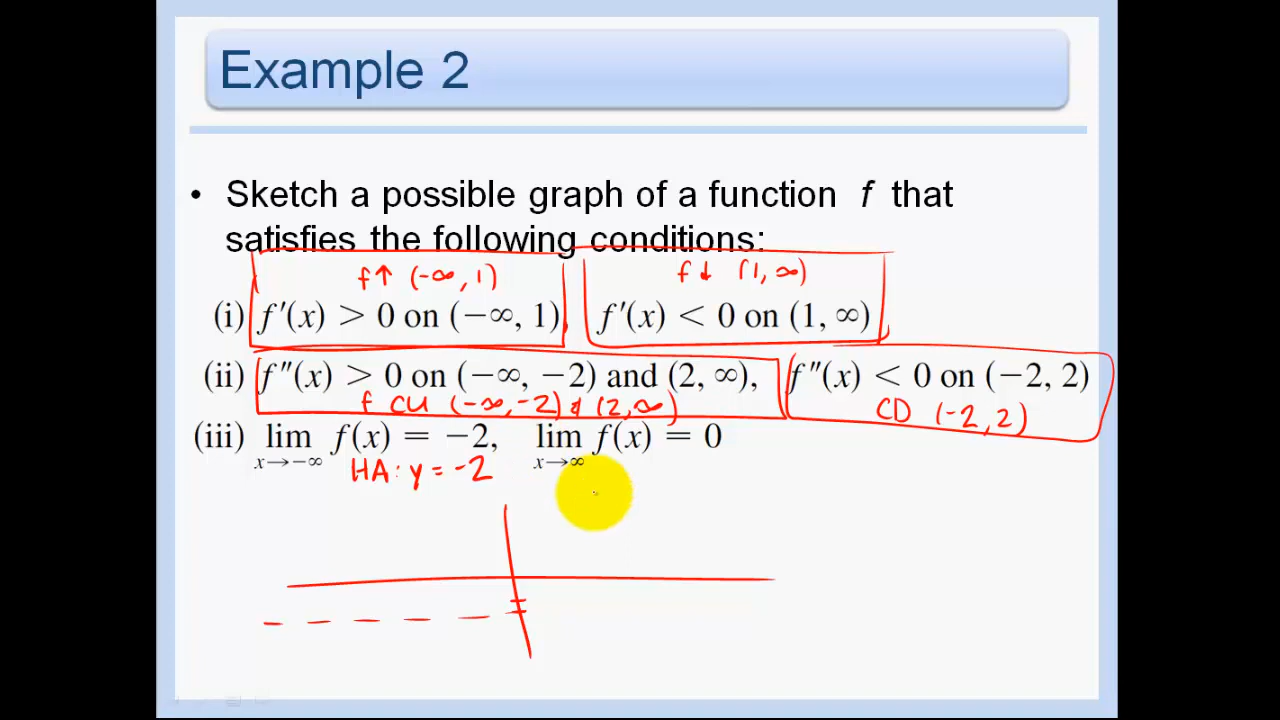 Example 2
• Sketch a possible graph of a function f that
satisfies the following conditions:
f↑ (-∞, 1) f↓ (1, ∞)
(i) f′(x) > 0 on (−∞, 1) f′(x) < 0 on (1, ∞)
(ii) f″(x) > 0 on (−∞, −2) and (2, ∞), f″(x) < 0 on (−2, 2)
f CU (-∞, -2) & (2, ∞) CD (-2, 2)
(iii) lim f(x) = −2, lim f(x) = 0
x→−∞ x→∞
HA: y = -2